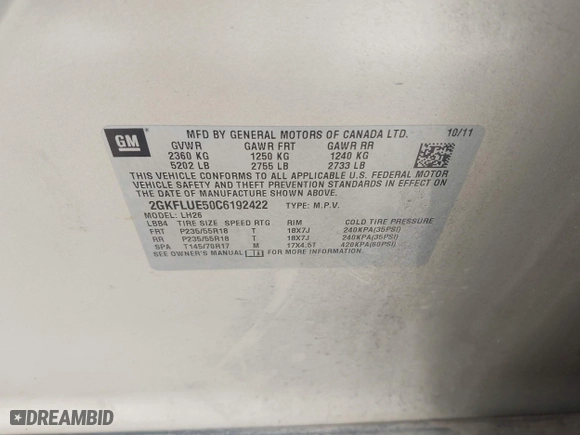 GM
MFD BY GENERAL MOTORS OF CANADA LTD. 10/11
GVWR GAWR FRT GAWR RR
2360 KG 1250 KG 1240 KG
5202 LB 2755 LB 2733 LB
THIS VEHICLE CONFORMS TO ALL APPLICABLE U.S. FEDERAL MOTOR
VEHICLE SAFETY, BUMPER, AND THEFT PREVENTION STANDARDS IN EFFECT ON
THE DATE OF MANUFACTURE SHOWN ABOVE.
2GKFLUE50C6192422 TYPE: M.P.V.
MODEL: LH26
LBB4 TIRE SIZE SPEED RTG RIM COLD TIRE PRESSURE
FRT P235/55R18 T 18X7J 240KPA(35PSI)
RR P235/55R18 T 18X7J 240KPA(35PSI)
SPA T145/70R17 M 17X4.5T 420KPA(60PSI)
SEE OWNER'S MANUAL FOR MORE INFORMATION.
DREAMBID